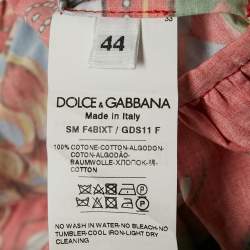 44
DOLCE & GABBANA
Made in Italy
SM F4BIXT / GDS11 F
100% COTONE-COTTON-ALGODON
COTON-ALGODÃO-
BAUMWOLLE-ХЛОПОК-棉
COTTON
NO WASH IN WATER-NO BLEACH-NO
TUMBLER-COOL IRON-LIGHT DRY
CLEANING